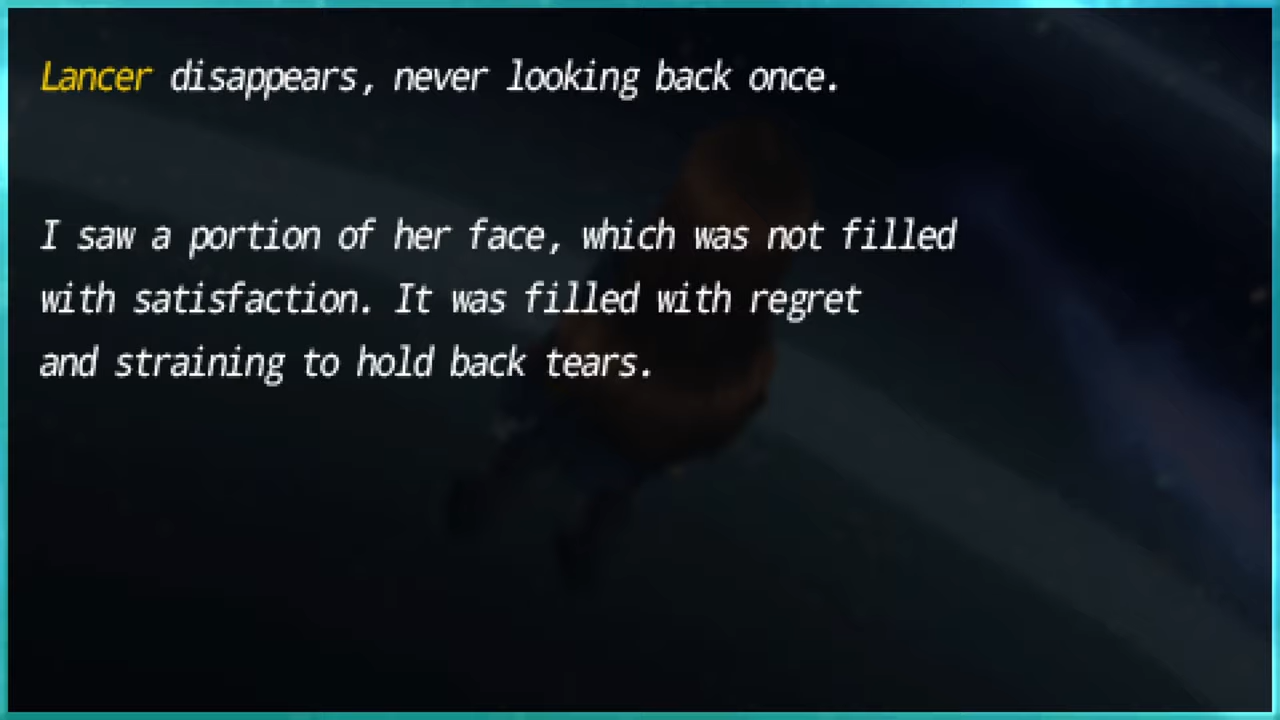 Lancer disappears, never looking back once.
I saw a portion of her face, which was not filled
with satisfaction. It was filled with regret
and straining to hold back tears.